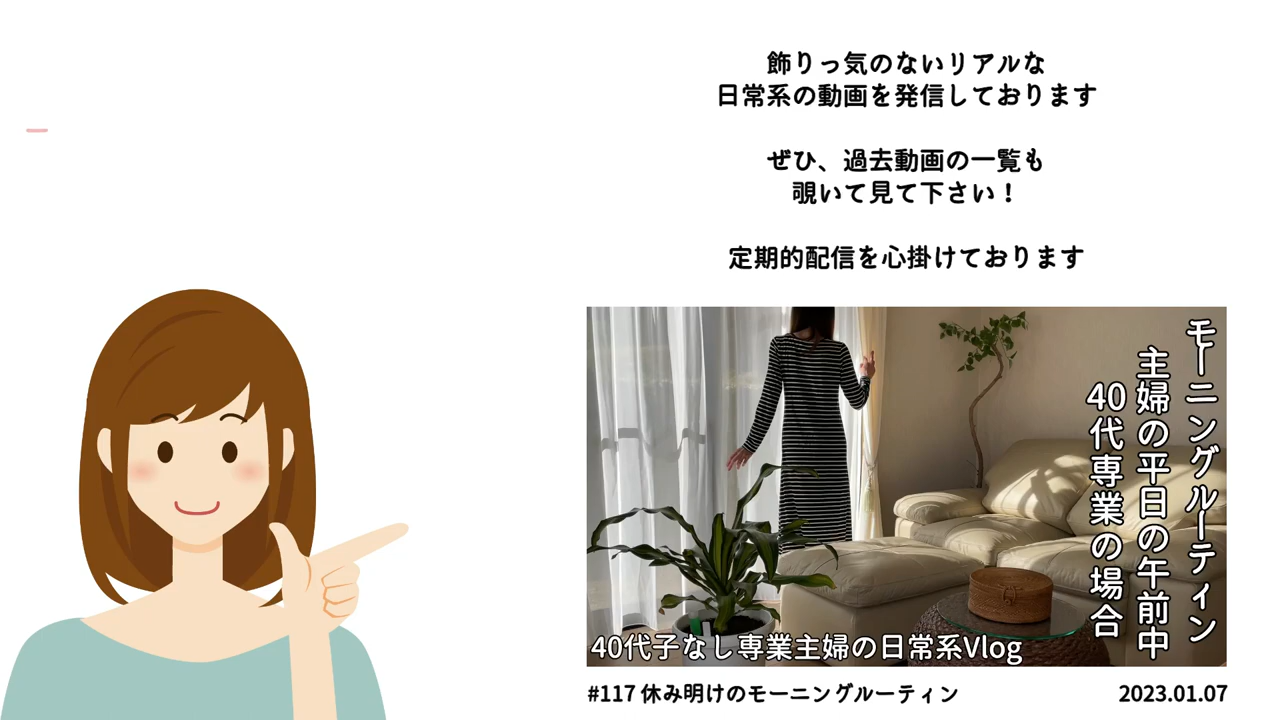 飾りっ気のないリアルな
日常系の動画を発信しております
ぜひ、過去動画の一覧も
覗いて見て下さい！
定期的配信を心掛けております
モーニングルーティン
主婦の平日の午前中
40代専業の場合
40代子なし専業主婦の日常系Vlog
#117 休み明けのモーニングルーティン
2023.01.07